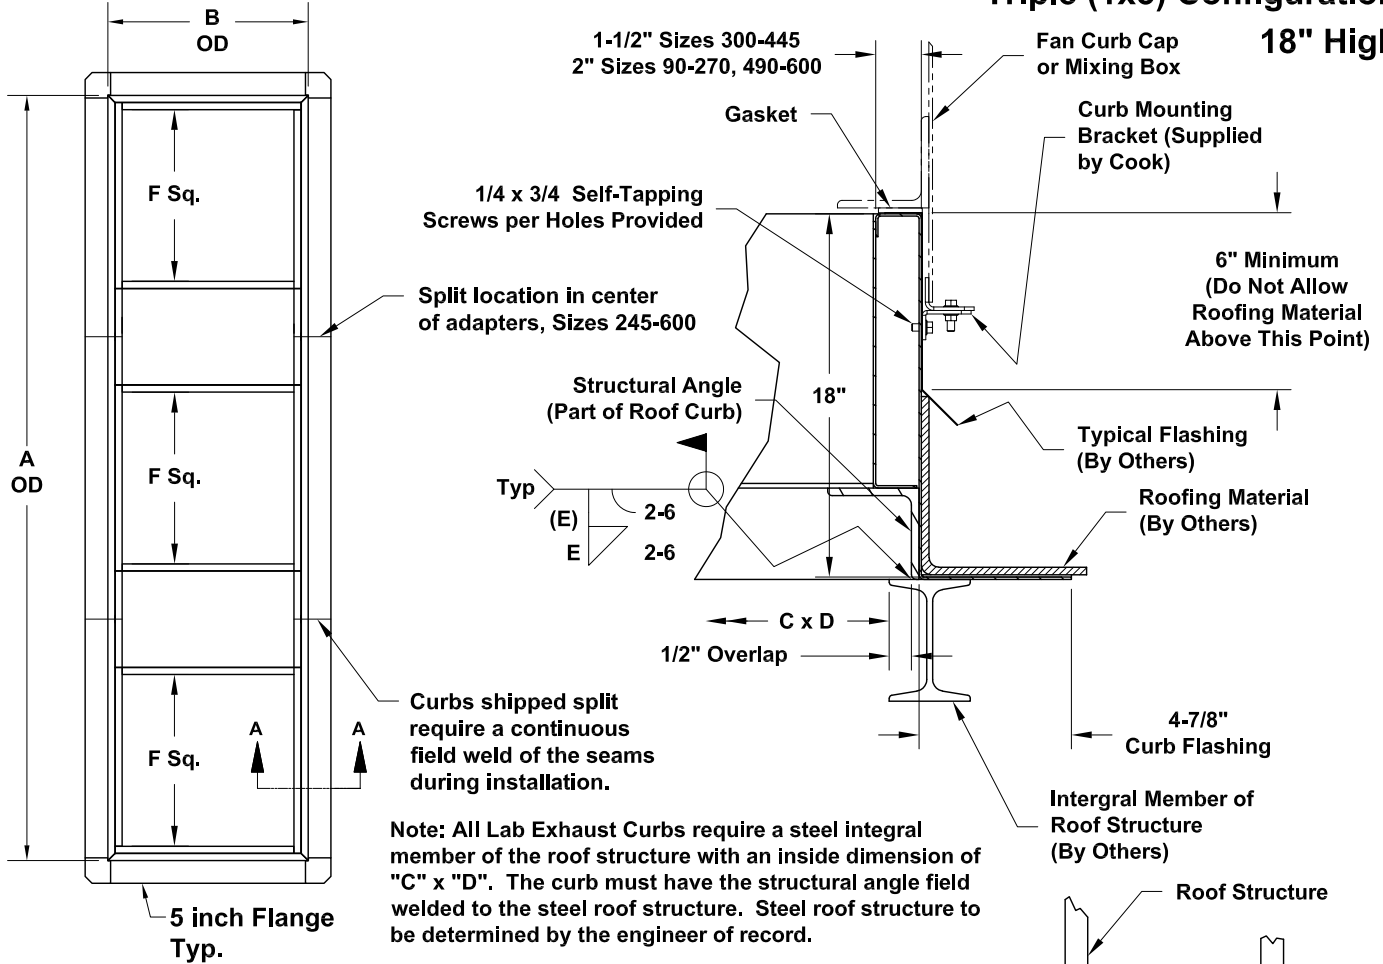 Triple (1x3) Configuration
18" High
B
OD
1-1/2" Sizes 300-445
2" Sizes 90-270, 490-600
Fan Curb Cap
or Mixing Box
Gasket
Curb Mounting
Bracket (Supplied
by Cook)
F Sq.
1/4 x 3/4 Self-Tapping
Screws per Holes Provided
6" Minimum
(Do Not Allow
Roofing Material
Above This Point)
Split location in center
of adapters, Sizes 245-600
Structural Angle
(Part of Roof Curb)
18"
Typical Flashing
(By Others)
A
OD
F Sq.
Typ
(E)
2-6
E
2-6
Roofing Material
(By Others)
C x D
1/2" Overlap
Curbs shipped split
require a continuous
field weld of the seams
during installation.
A
A
F Sq.
4-7/8"
Curb Flashing
Intergral Member of
Roof Structure
(By Others)
Note: All Lab Exhaust Curbs require a steel integral
member of the roof structure with an inside dimension of
"C" x "D". The curb must have the structural angle field
welded to the steel roof structure. Steel roof structure to
be determined by the engineer of record.
5 inch Flange
Typ.
Roof Structure